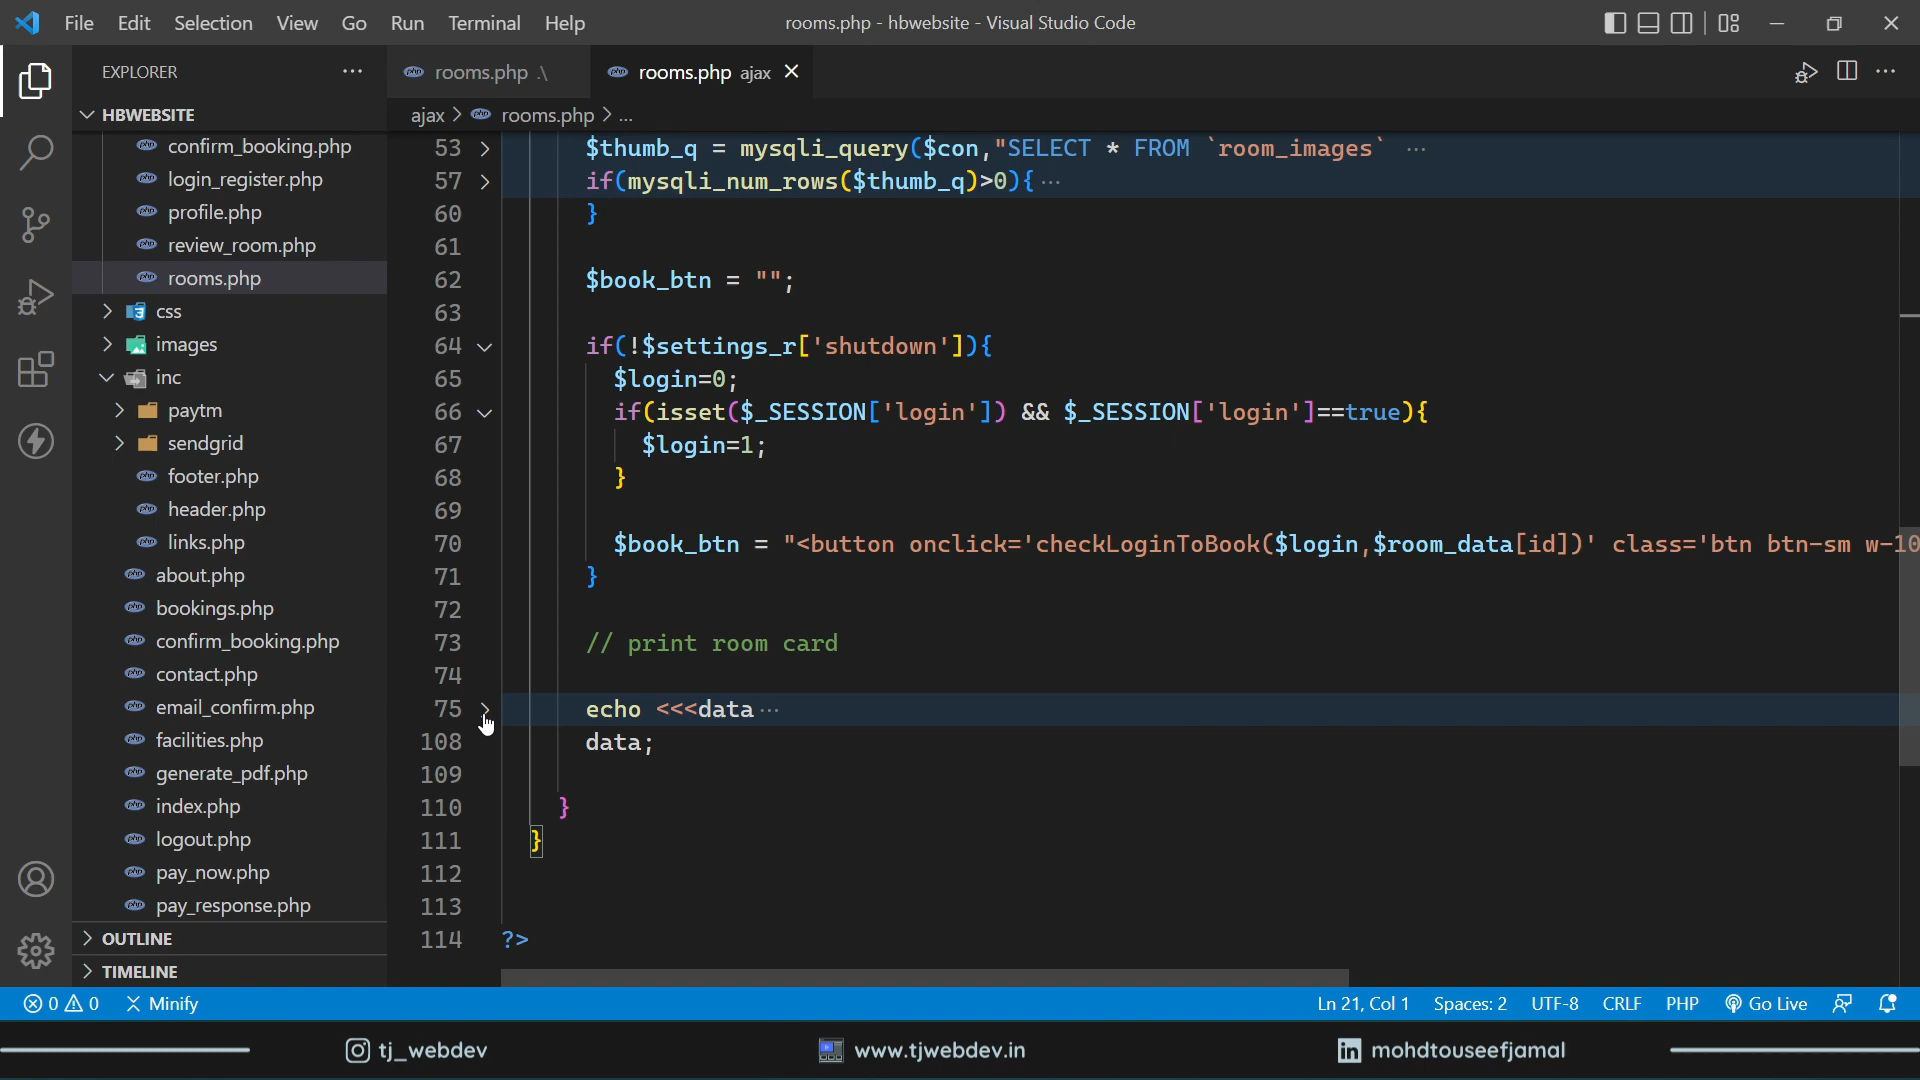 File Edit Selection View Go Run Terminal Help
rooms.php - hbwebsite - Visual Studio Code
EXPLORER
rooms.php .\
rooms.php ajax
HBWEBSITE
ajax > rooms.php > ...
confirm_booking.php
login_register.php
profile.php
review_room.php
rooms.php
css
images
inc
paytm
sendgrid
footer.php
header.php
links.php
about.php
bookings.php
confirm_booking.php
contact.php
email_confirm.php
facilities.php
generate_pdf.php
index.php
logout.php
pay_now.php
pay_response.php
OUTLINE
TIMELINE
53 $thumb_q = mysqli_query($con,"SELECT * FROM `room_images` ...
57 if(mysqli_num_rows($thumb_q)>0){ ...
60 }
61
62 $book_btn = "";
63
64 if(!$settings_r['shutdown']){
65 $login=0;
66 if(isset($_SESSION['login']) && $_SESSION['login']==true){
67 $login=1;
68 }
69
70 $book_btn = "<button onclick='checkLoginToBook($login,$room_data[id])' class='btn btn-sm w-10
71 }
72
73 // print room card
74
75 echo <<<data ...
108 data;
109
110 }
111 }
112
113
114 ?>
0 0 Minify
Ln 21, Col 1 Spaces: 2 UTF-8 CRLF PHP Go Live
tj_webdev
www.tjwebdev.in
mohdtouseefjamal